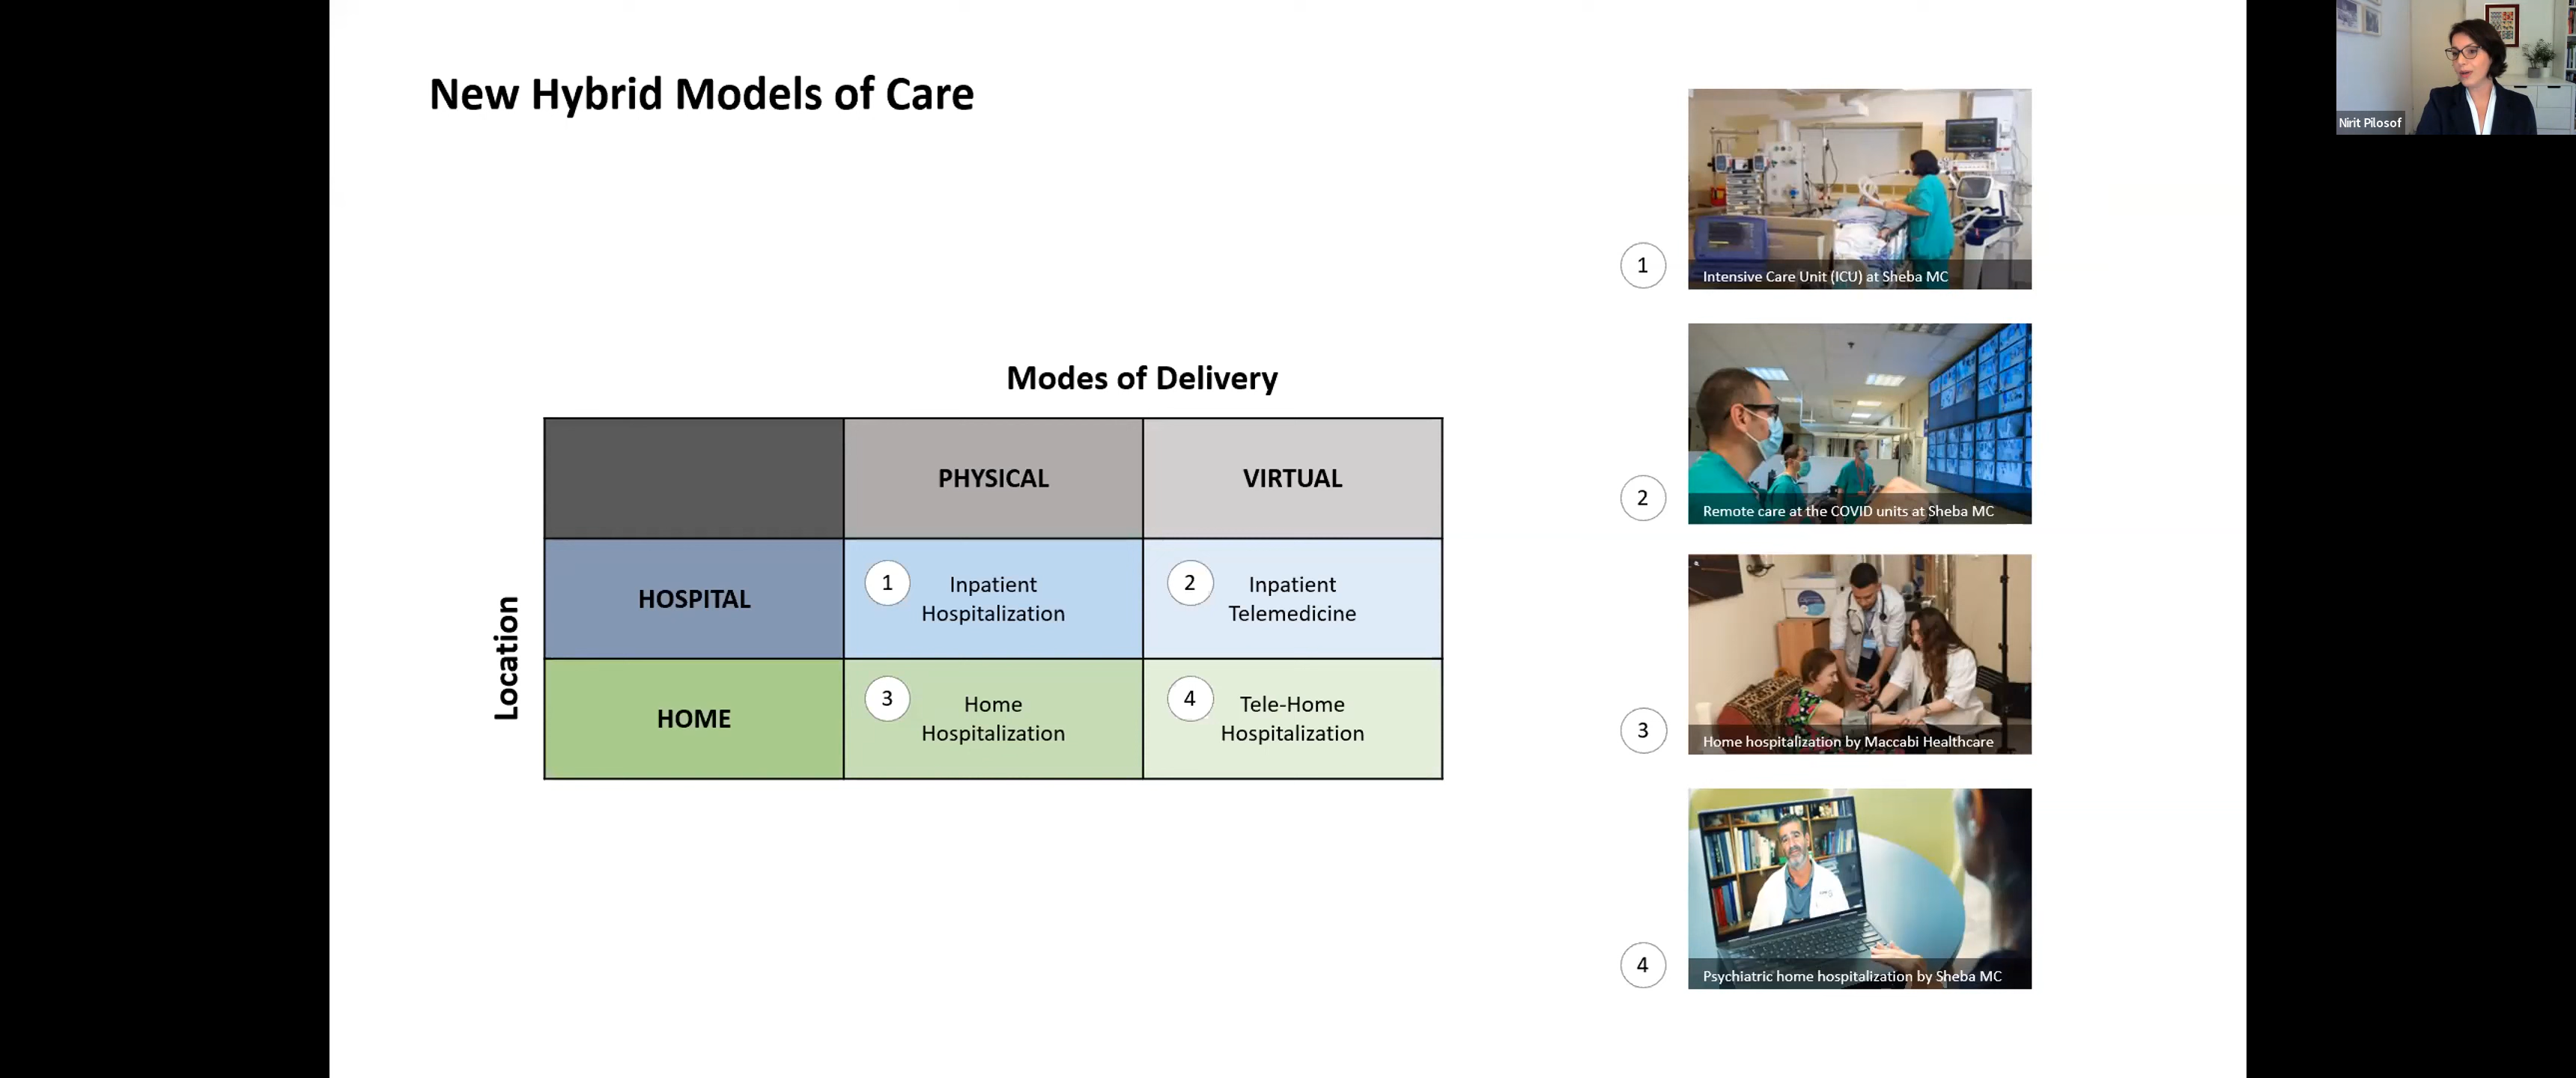 New Hybrid Models of Care
Modes of Delivery
PHYSICAL
VIRTUAL
Location
HOSPITAL
1
Inpatient
Hospitalization
2
Inpatient
Telemedicine
HOME
3
Home
Hospitalization
4
Tele-Home
Hospitalization
1
Intensive Care Unit (ICU) at Sheba MC
2
Remote care at the COVID units at Sheba MC
3
Home hospitalization by Maccabi Healthcare
4
Psychiatric home hospitalization by Sheba MC
Nirit Pilosof